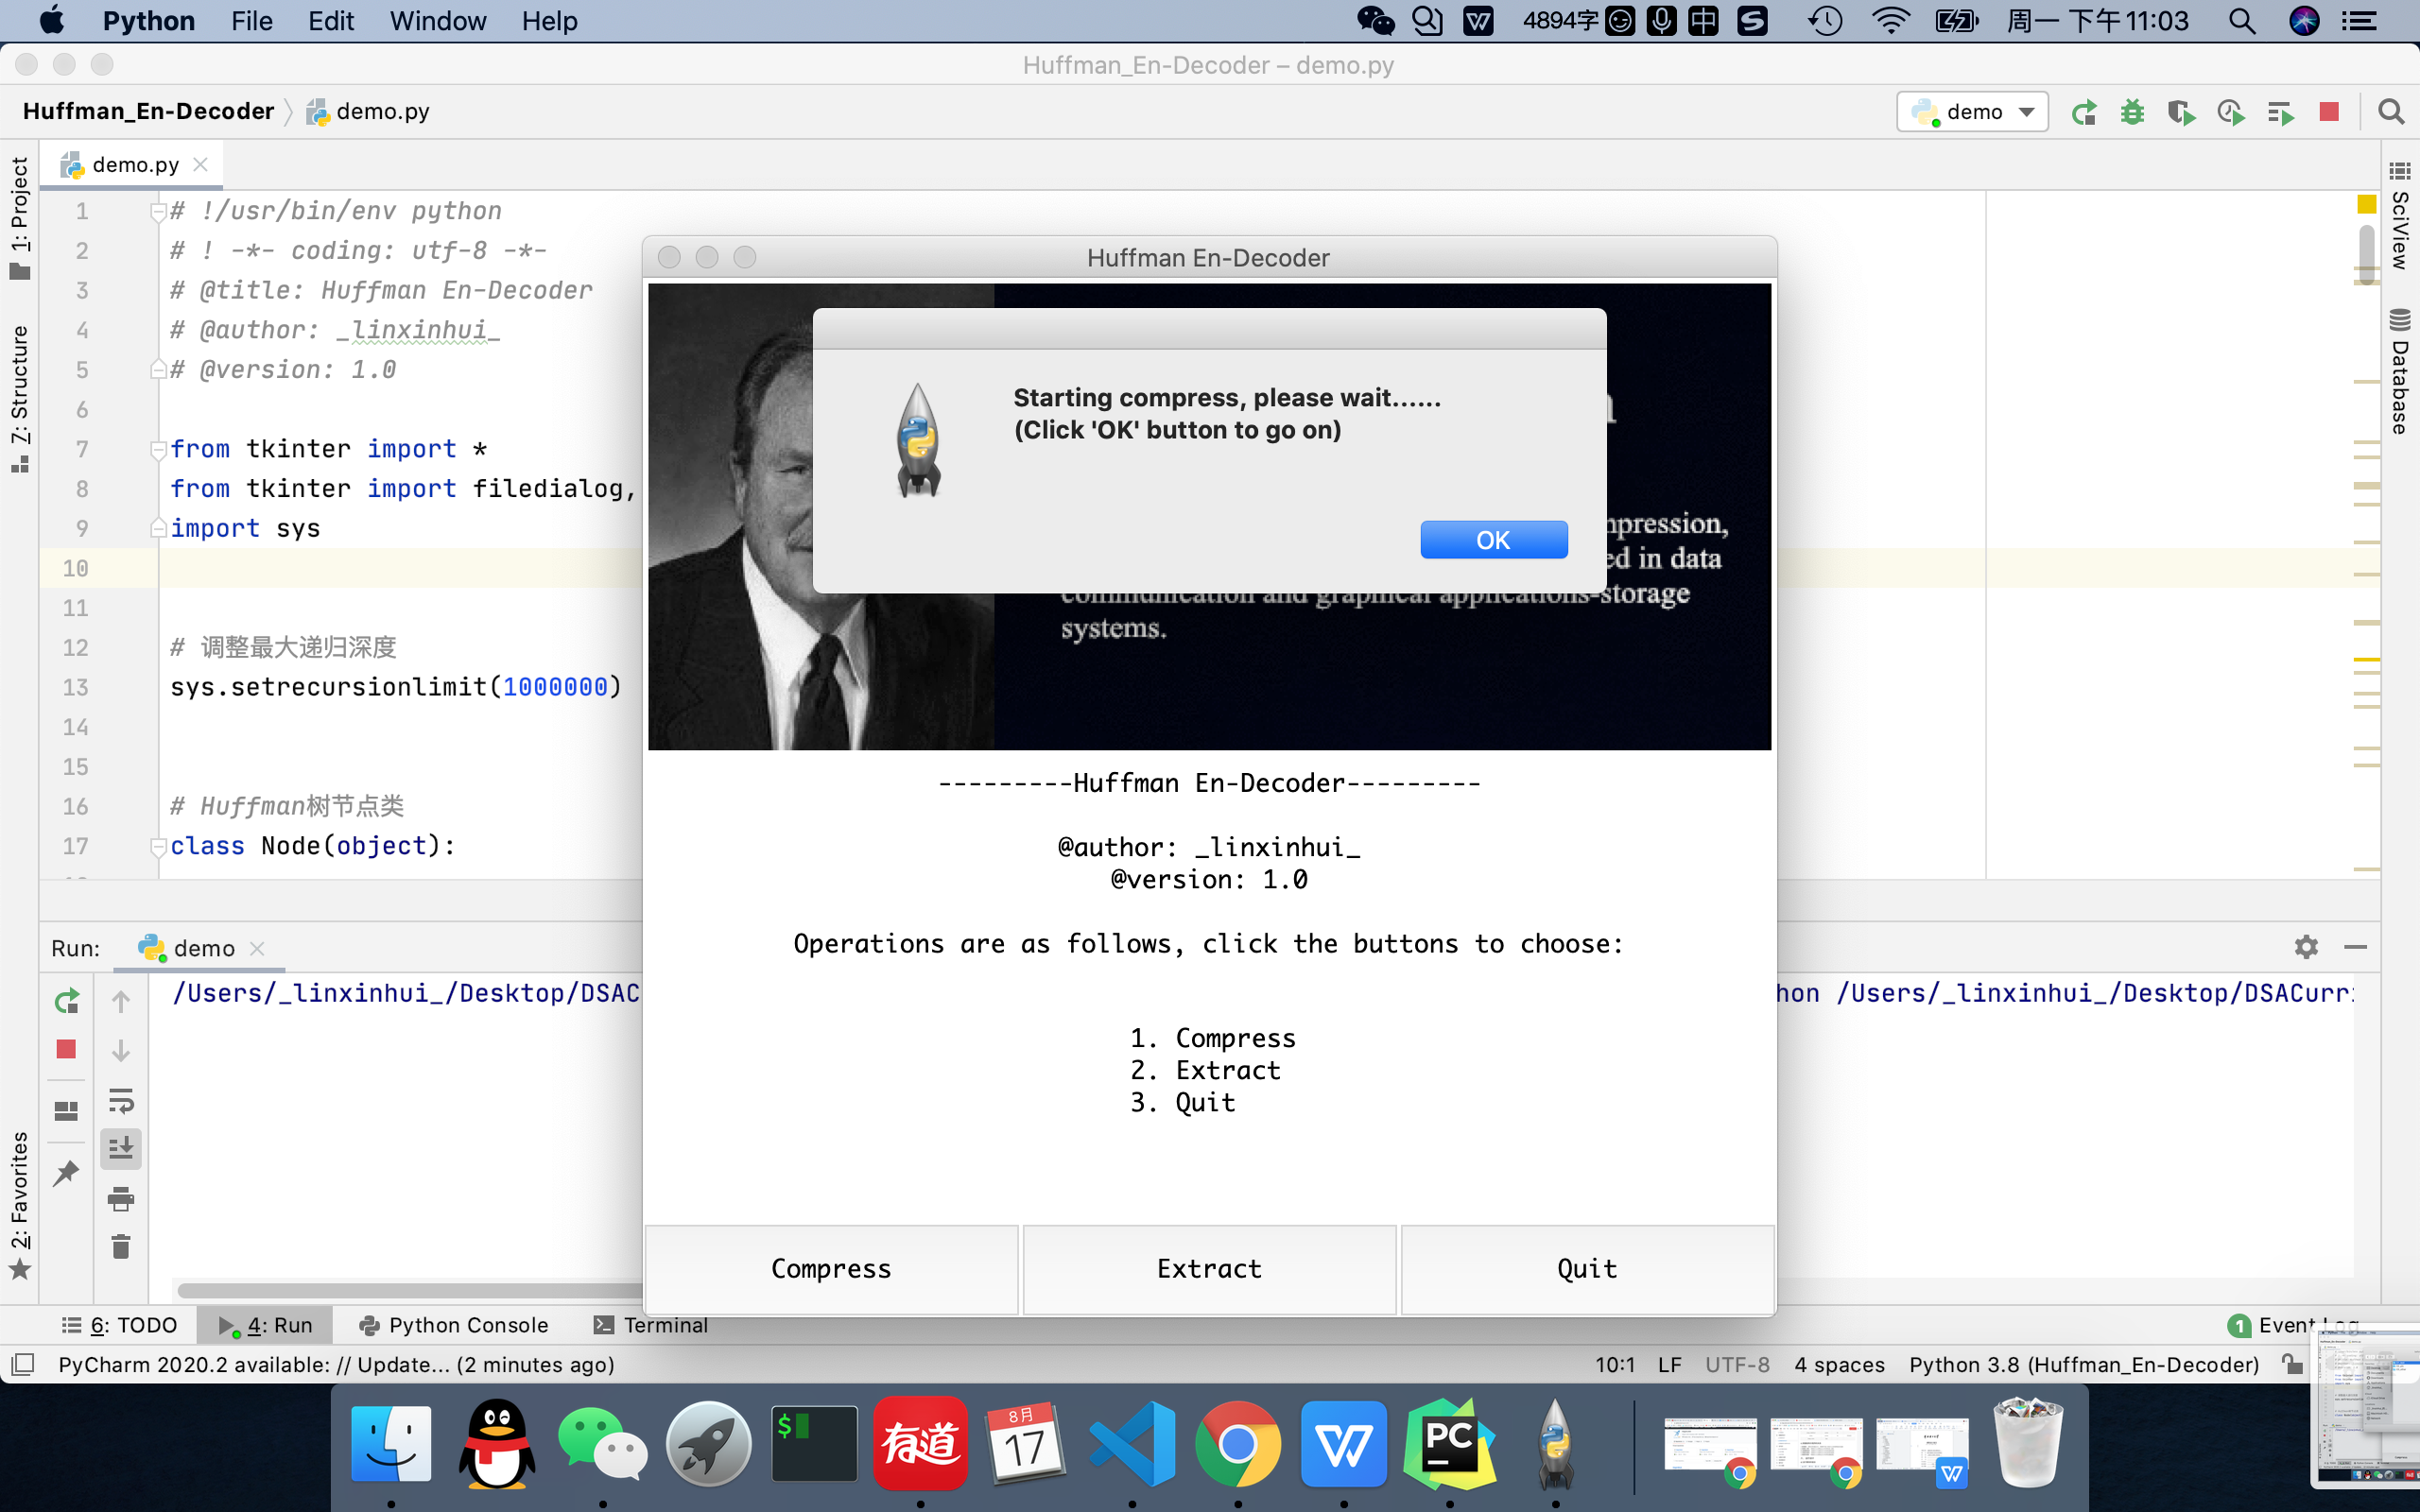 Python File Edit Window Help 4894字 中 周一 下午11:03
Huffman_En-Decoder – demo.py
Huffman_En-Decoder demo.py demo
demo.py
1: Project
7: Structure
2: Favorites
SciView
Database
1 # !/usr/bin/env python
2 # ! -*- coding: utf-8 -*-
3 # @title: Huffman En-Decoder
4 # @author: _linxinhui_
5 # @version: 1.0
6
7 from tkinter import *
8 from tkinter import filedialog,
9 import sys
10
11
12 # 调整最大递归深度
13 sys.setrecursionlimit(1000000)
14
15
16 # Huffman树节点类
17 class Node(object):
Huffman En-Decoder
Starting compress, please wait......
(Click 'OK' button to go on)
OK
ed in data
communication and graphical applications-storage
systems.
---------Huffman En-Decoder---------
@author: _linxinhui_
@version: 1.0
Operations are as follows, click the buttons to choose:
1. Compress
2. Extract
3. Quit
Compress Extract Quit
Run: demo
/Users/_linxinhui_/Desktop/DSAC
hon /Users/_linxinhui_/Desktop/DSACurr
6: TODO 4: Run Python Console Terminal 1 Event Log
PyCharm 2020.2 available: // Update... (2 minutes ago) 10:1 LF UTF-8 4 spaces Python 3.8 (Huffman_En-Decoder)
$ 有道 8月 17 PC